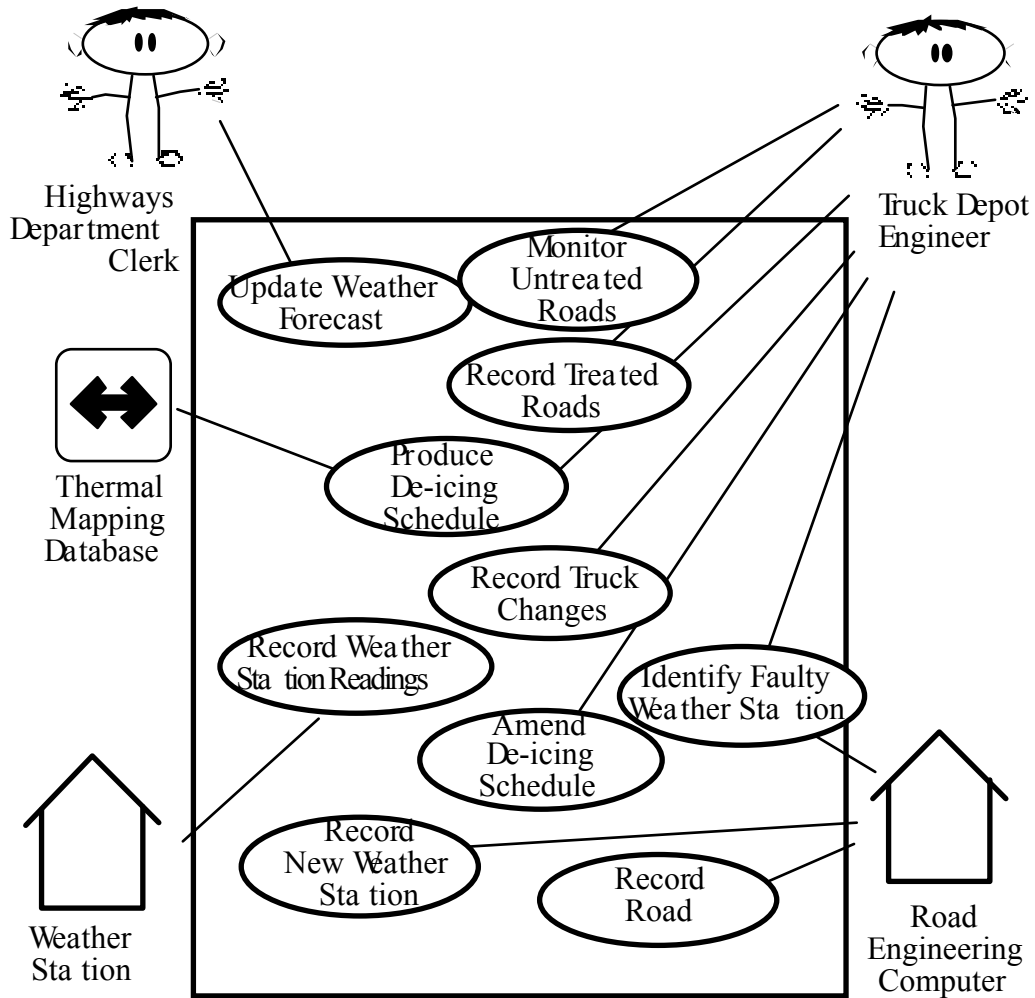 Highways
Department
Clerk
Truck Depot
Engineer
Monitor
Untreated
Roads
Update Weather
Forecast
Record Treated
Roads
Produce
De-icing
Schedule
Thermal
Mapping
Database
Record Truck
Changes
Record Weather
Station Readings
Identify Faulty
Weather Station
Amend
De-icing
Schedule
Record
New Weather
Station
Record
Road
Weather
Station
Road
Engineering
Computer